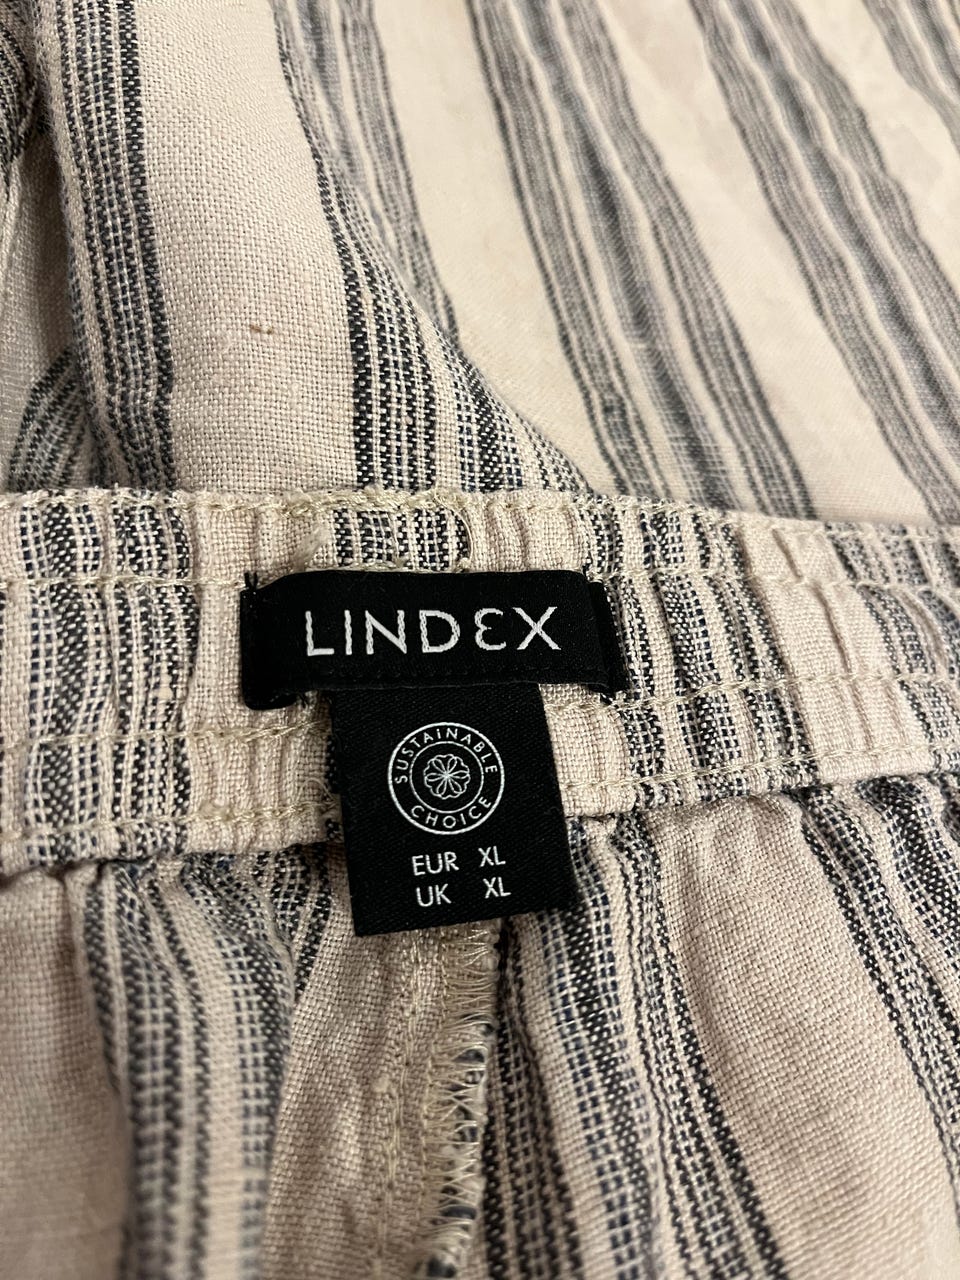 LINDEX
SUSTAINABLE
CHOICE
EUR XL
UK XL